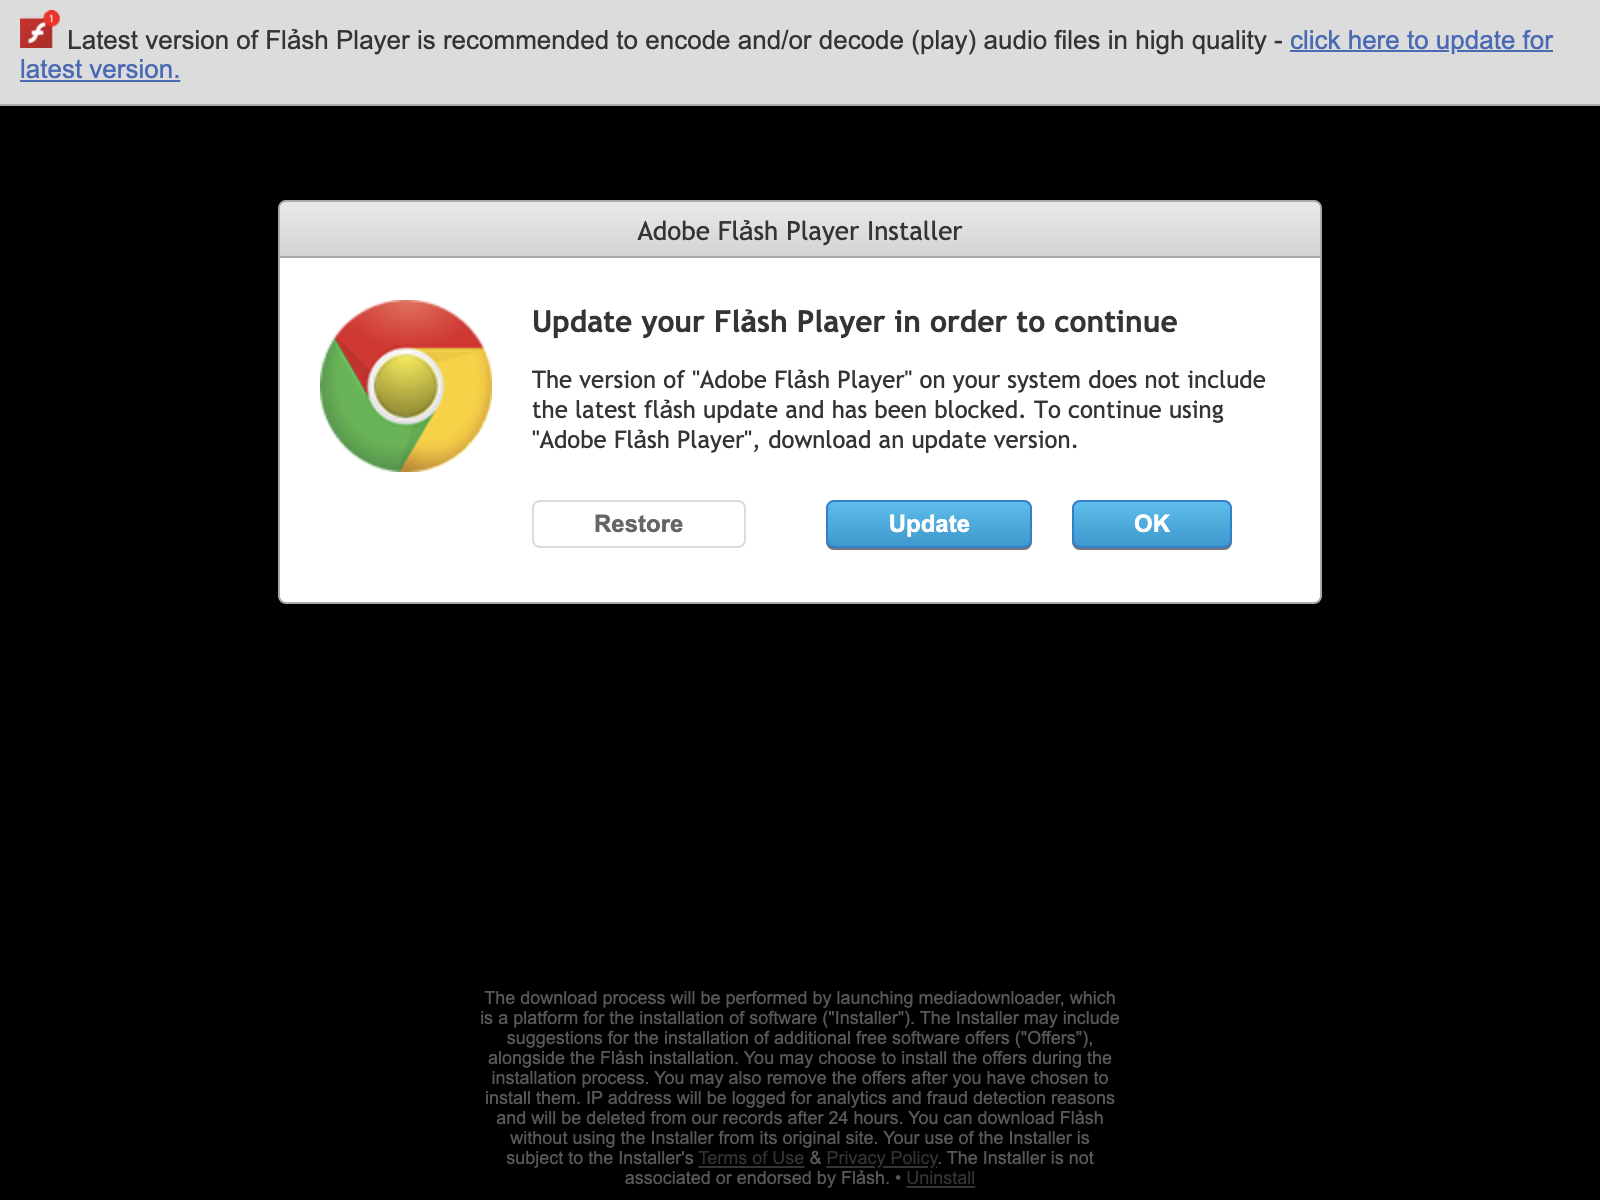 1
Latest version of Flảsh Player is recommended to encode and/or decode (play) audio files in high quality - click here to update for
latest version.
Adobe Flảsh Player Installer
Update your Flảsh Player in order to continue
The version of "Adobe Flảsh Player" on your system does not include
the latest flảsh update and has been blocked. To continue using
"Adobe Flảsh Player", download an update version.
Restore
Update
OK
The download process will be performed by launching mediadownloader, which
is a platform for the installation of software ("Installer"). The Installer may include
suggestions for the installation of additional free software offers ("Offers"),
alongside the Flảsh installation. You may choose to install the offers during the
installation process. You may also remove the offers after you have chosen to
install them. IP address will be logged for analytics and fraud detection reasons
and will be deleted from our records after 24 hours. You can download Flảsh
without using the Installer from its original site. Your use of the Installer is
subject to the Installer's Terms of Use & Privacy Policy. The Installer is not
associated or endorsed by Flảsh. • Uninstall